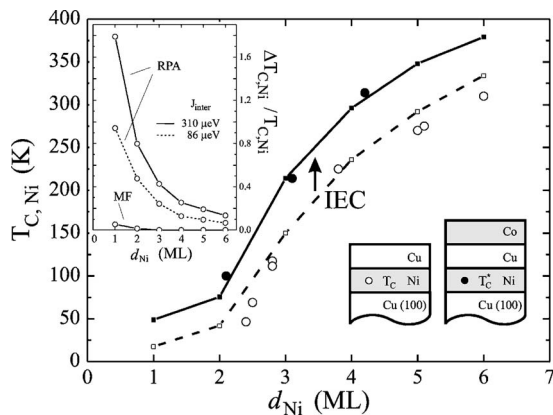 T_C, Ni (K)
400
350
300
250
200
150
100
50
0
0 1 2 3 4 5 6 7
d_Ni (ML)
IEC
RPA
MF
J_inter
310 μeV
86 μeV
1.8
1.2
0.6
0.0
ΔT_C,Ni / T_C,Ni
1 2 3 4 5 6
d_Ni (ML)
Cu
T_C Ni
Cu (100)
Co
Cu
T*_C Ni
Cu (100)